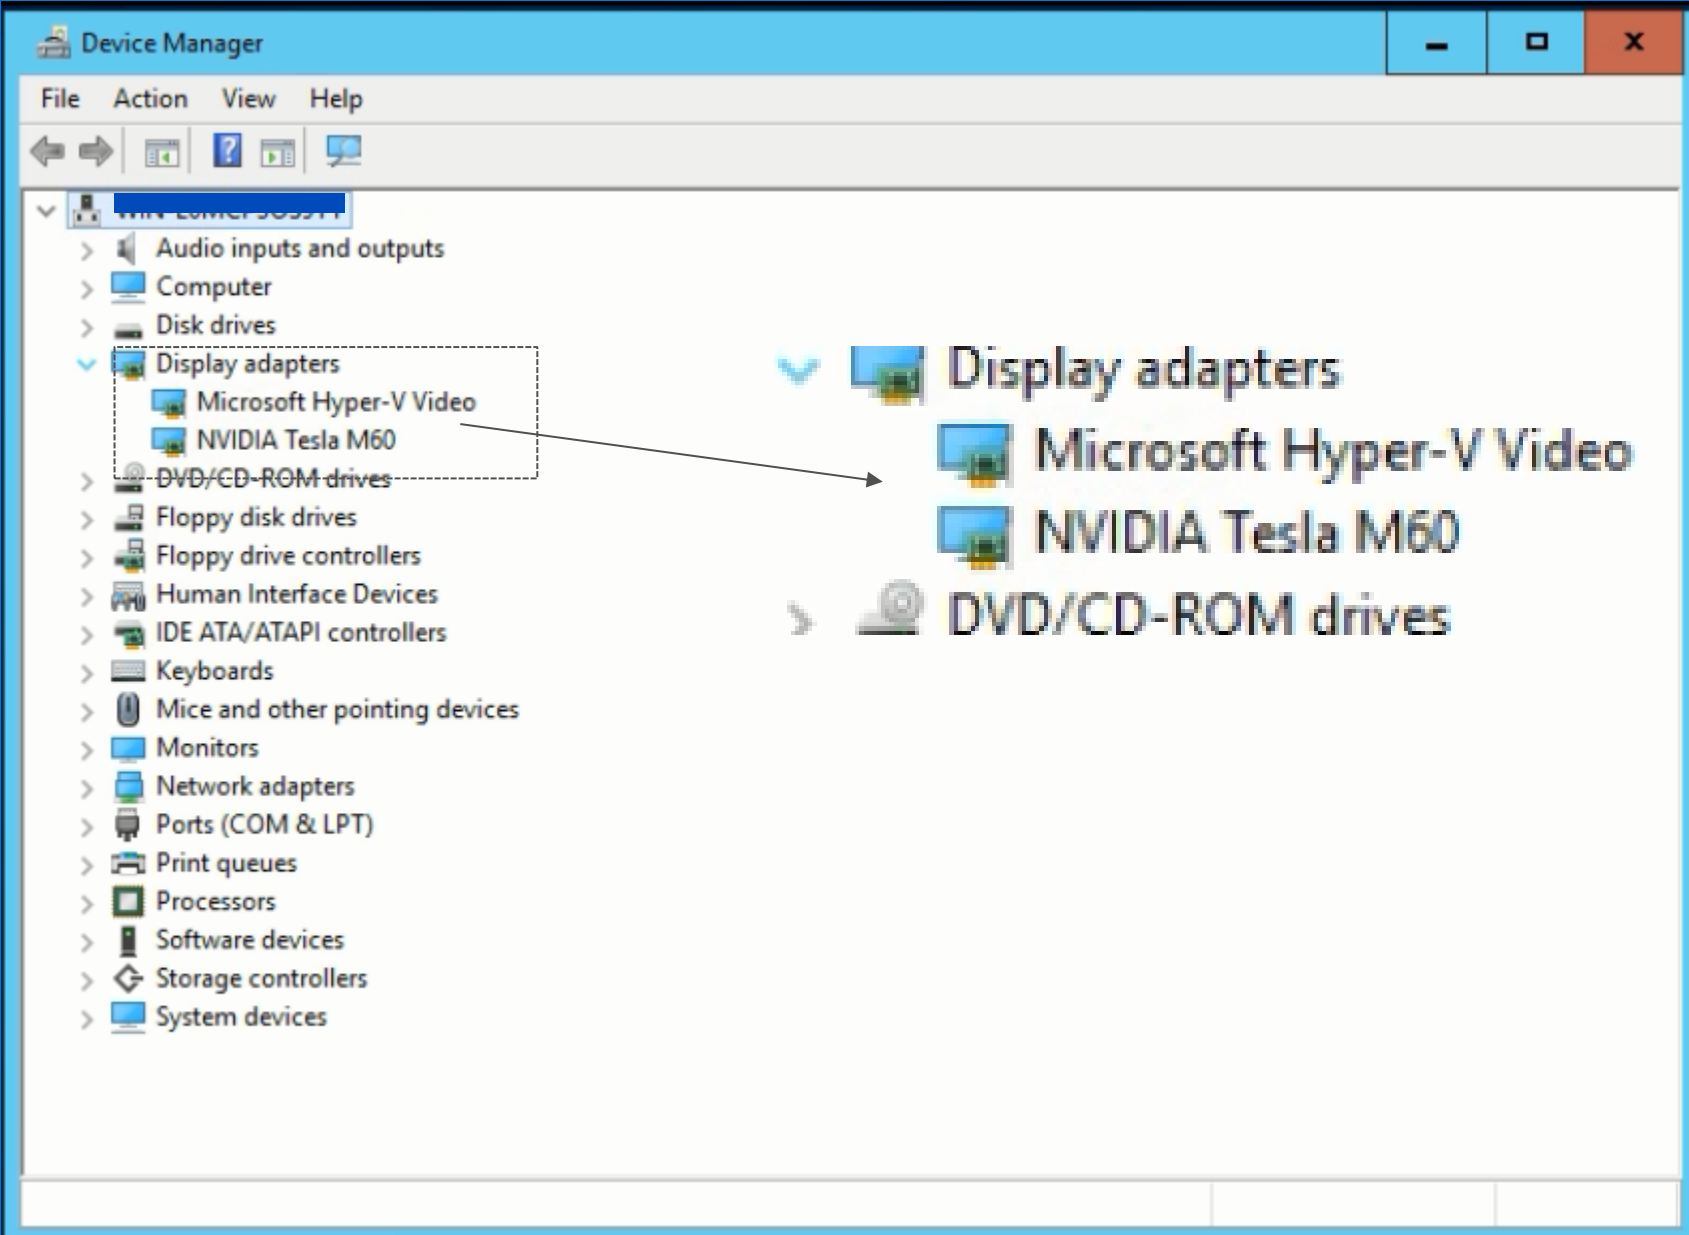 Device Manager
File Action View Help
Audio inputs and outputs
Computer
Disk drives
Display adapters
Microsoft Hyper-V Video
NVIDIA Tesla M60
DVD/CD-ROM drives
Floppy disk drives
Floppy drive controllers
Human Interface Devices
IDE ATA/ATAPI controllers
Keyboards
Mice and other pointing devices
Monitors
Network adapters
Ports (COM & LPT)
Print queues
Processors
Software devices
Storage controllers
System devices
Display adapters
Microsoft Hyper-V Video
NVIDIA Tesla M60
DVD/CD-ROM drives